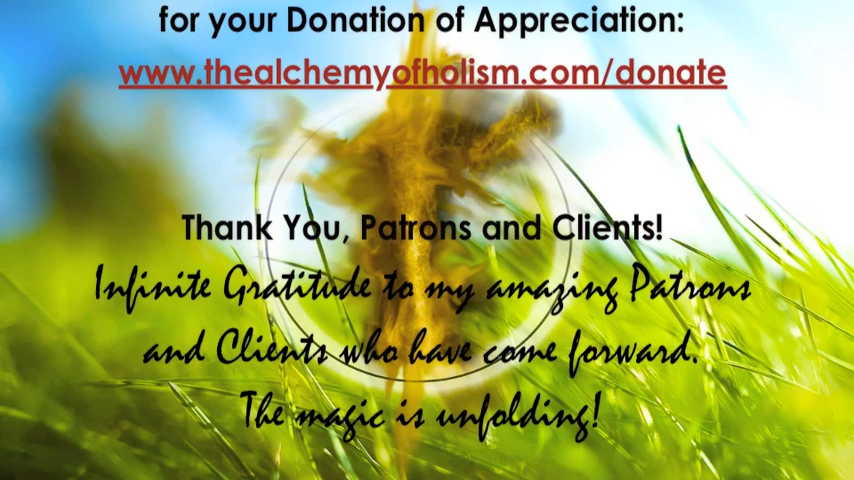 for your Donation of Appreciation:
www.thealchemyofholism.com/donate
Thank You, Patrons and Clients!
Infinite Gratitude to my amazing Patrons
and Clients who have come forward.
The magic is unfolding!